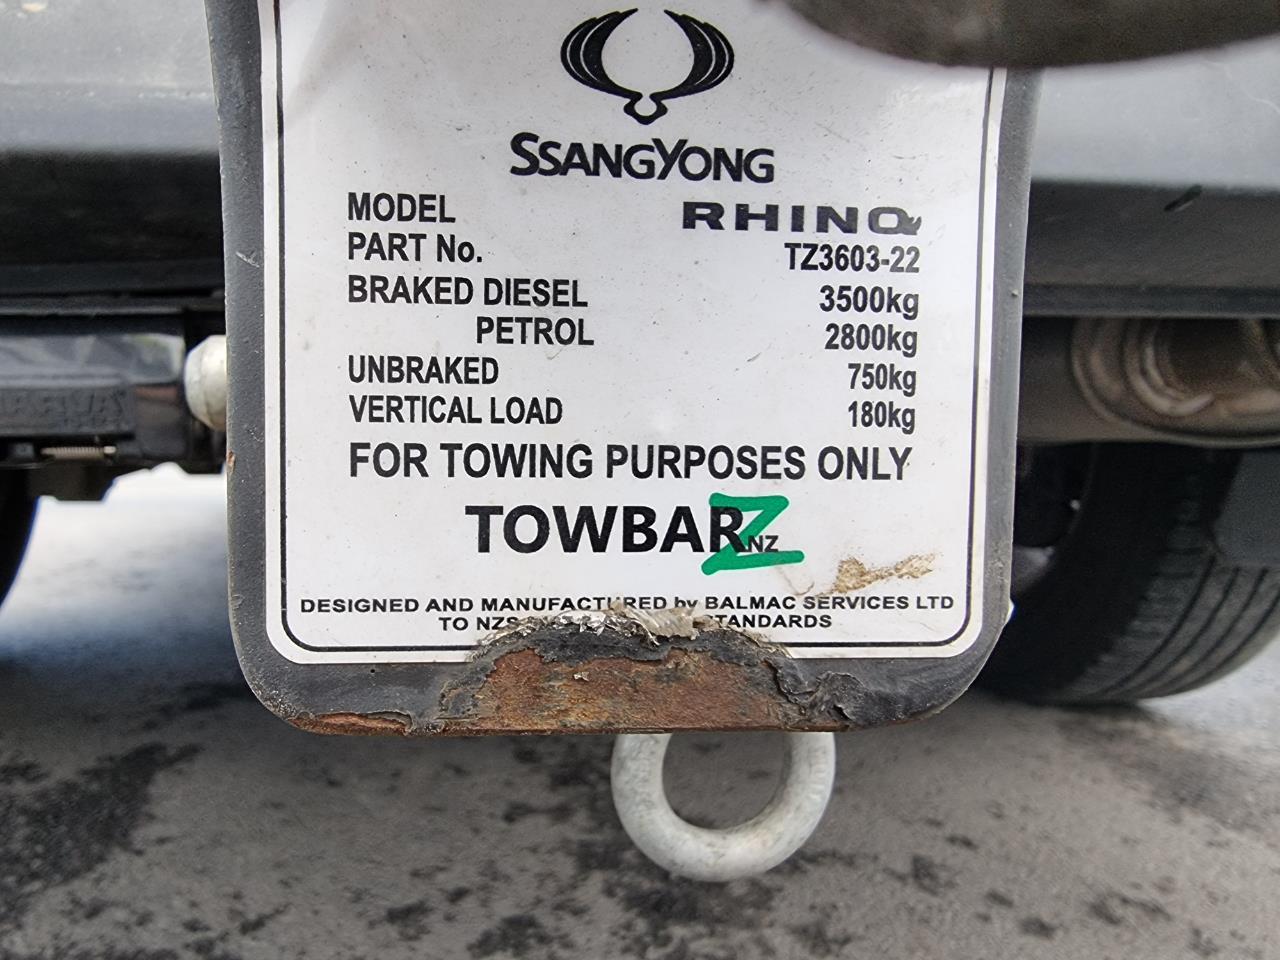 SSANGYONG
MODEL RHINO
PART No. TZ3603-22
BRAKED DIESEL 3500kg
PETROL 2800kg
UNBRAKED 750kg
VERTICAL LOAD 180kg
FOR TOWING PURPOSES ONLY
TOWBARZ NZ
DESIGNED AND MANUFACTURED by BALMAC SERVICES LTD
TO STANDARDS
NARVA